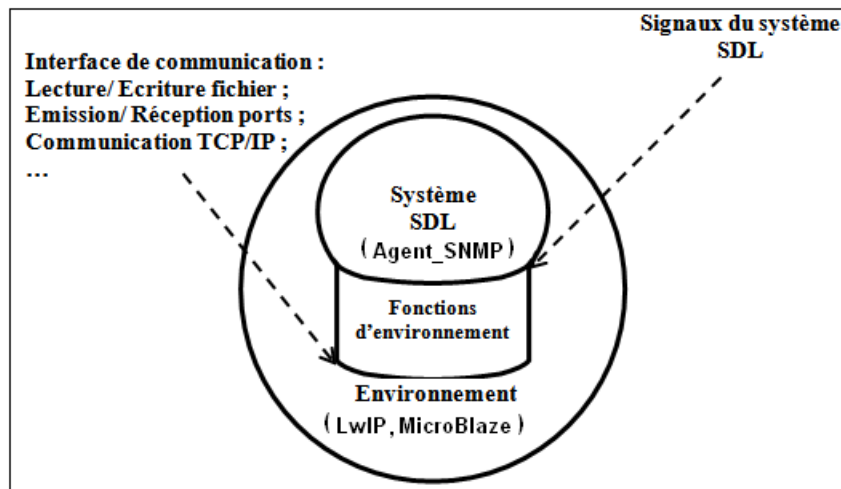 Interface de communication :
Lecture/ Ecriture fichier ;
Emission/ Réception ports ;
Communication TCP/IP ;
…
Signaux du système
SDL
Système
SDL
( Agent_SNMP )
Fonctions
d'environnement
Environnement
( LwIP, MicroBlaze )